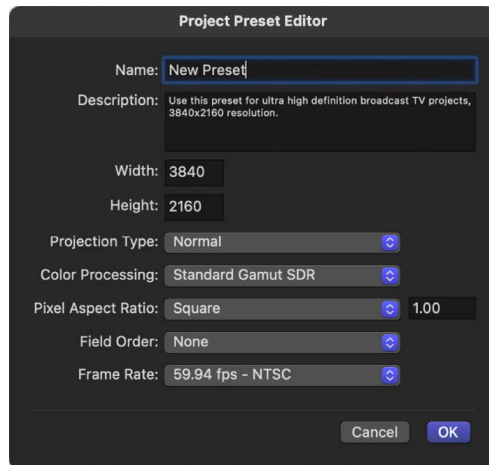 Project Preset Editor
Name: New Preset
Description: Use this preset for ultra high definition broadcast TV projects,
3840x2160 resolution.
Width: 3840
Height: 2160
Projection Type: Normal
Color Processing: Standard Gamut SDR
Pixel Aspect Ratio: Square 1.00
Field Order: None
Frame Rate: 59.94 fps - NTSC
Cancel OK